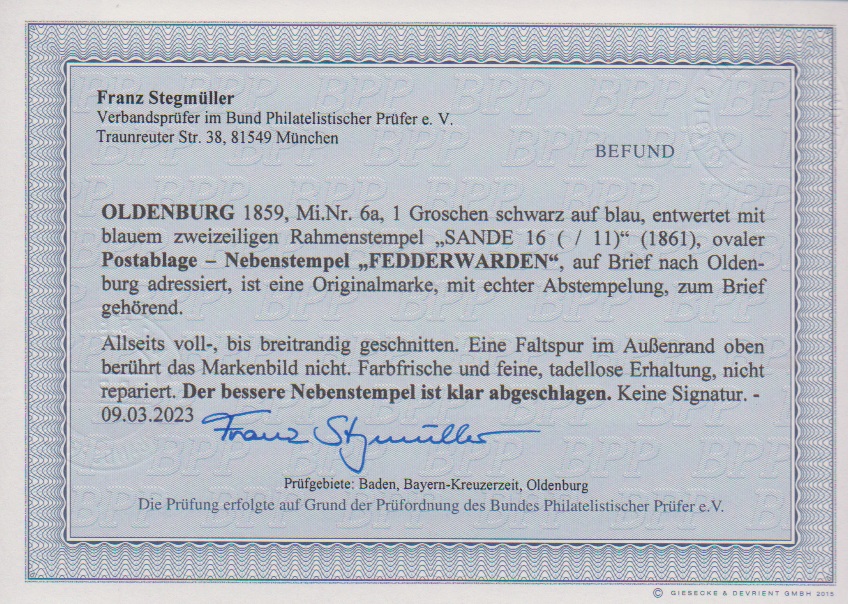 Franz Stegmüller
Verbandsprüfer im Bund Philatelistischer Prüfer e. V.
Traunreuter Str. 38, 81549 München
BEFUND
OLDENBURG 1859, Mi.Nr. 6a, 1 Groschen schwarz auf blau, entwertet mit
blauem zweizeiligen Rahmenstempel „SANDE 16 ( / 11)“ (1861), ovaler
Postablage – Nebenstempel „FEDDERWARDEN“, auf Brief nach Olden-
burg adressiert, ist eine Originalmarke, mit echter Abstempelung, zum Brief
gehörend.
Allseits voll-, bis breitrandig geschnitten. Eine Faltspur im Außenrand oben
berührt das Markenbild nicht. Farbfrische und feine, tadellose Erhaltung, nicht
repariert. Der bessere Nebenstempel ist klar abgeschlagen. Keine Signatur. -
09.03.2023 Franz Stegmüller
Prüfgebiete: Baden, Bayern-Kreuzerzeit, Oldenburg
Die Prüfung erfolgte auf Grund der Prüfordnung des Bundes Philatelistischer Prüfer e.V.
© GIESECKE & DEVRIENT GMBH 2015